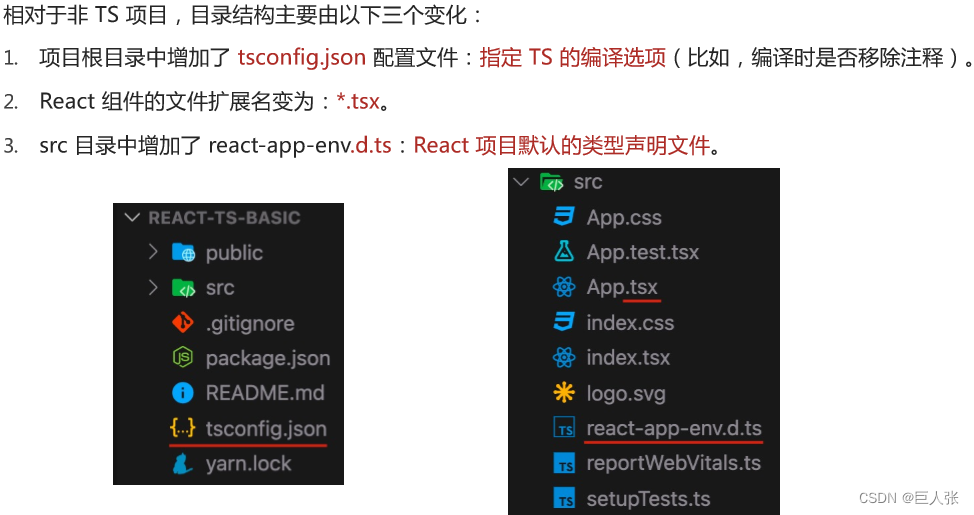 相对于非 TS 项目，目录结构主要由以下三个变化：
1. 项目根目录中增加了 tsconfig.json 配置文件：指定 TS 的编译选项（比如，编译时是否移除注释）。
2. React 组件的文件扩展名变为：*.tsx。
3. src 目录中增加了 react-app-env.d.ts：React 项目默认的类型声明文件。
REACT-TS-BASIC
public
src
.gitignore
package.json
README.md
tsconfig.json
yarn.lock
src
App.css
App.test.tsx
App.tsx
index.css
index.tsx
logo.svg
react-app-env.d.ts
reportWebVitals.ts
setupTests.ts
CSDN @巨人张